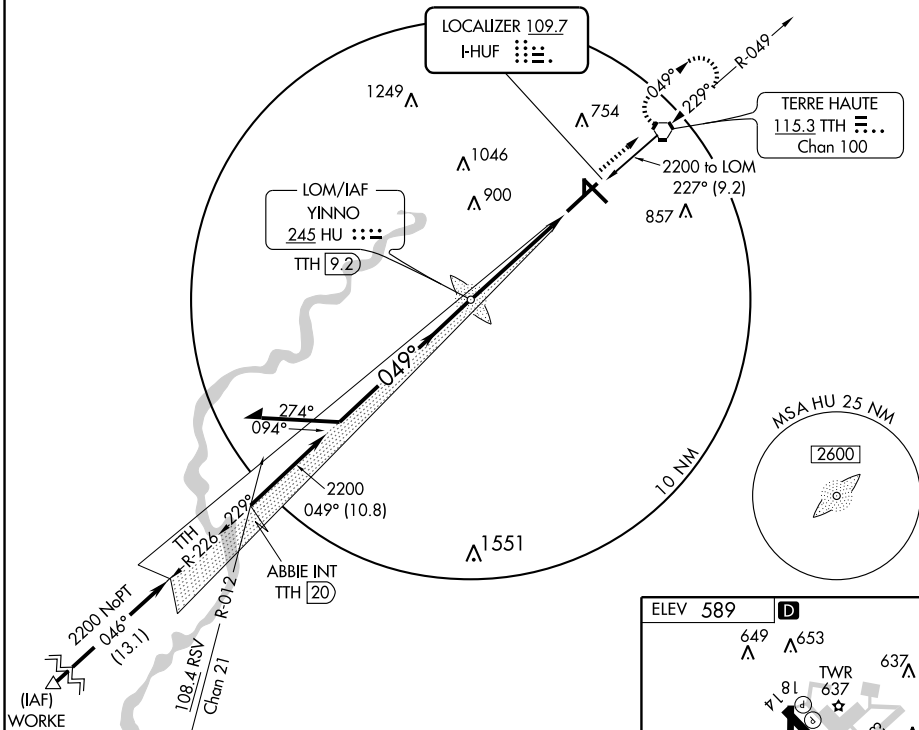 LOCALIZER 109.7
I-HUF
R-049
049°
229°
1249
754
TERRE HAUTE
115.3 TTH
Chan 100
1046
2200 to LOM
227° (9.2)
LOM/IAF
YINNO
245 HU
TTH 9.2
900
857
049°
274°
094°
MSA HU 25 NM
2600
2200
049° (10.8)
10 NM
TTH
R-226
229°
1551
ABBIE INT
TTH 20
2200 NoPT
046°
(13.1)
R-012
108.4 RSV
Chan 21
(IAF)
WORKE
ELEV 589 D
649
653
637
TWR
637
18
14
P
P